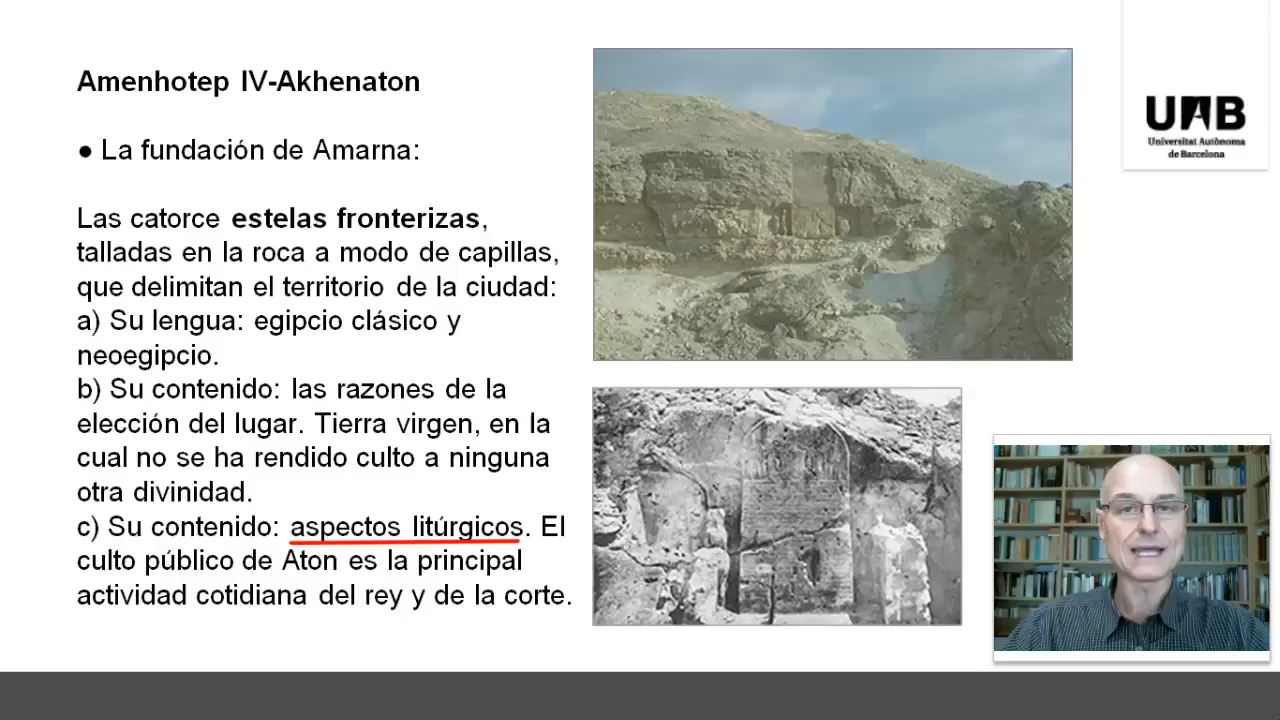 Amenhotep IV-Akhenaton
● La fundación de Amarna:
Las catorce estelas fronterizas,
talladas en la roca a modo de capillas,
que delimitan el territorio de la ciudad:
a) Su lengua: egipcio clásico y
neoegipcio.
b) Su contenido: las razones de la
elección del lugar. Tierra virgen, en la
cual no se ha rendido culto a ninguna
otra divinidad.
c) Su contenido: aspectos litúrgicos. El
culto público de Aton es la principal
actividad cotidiana del rey y de la corte.
UAB
Universitat Autònoma
de Barcelona